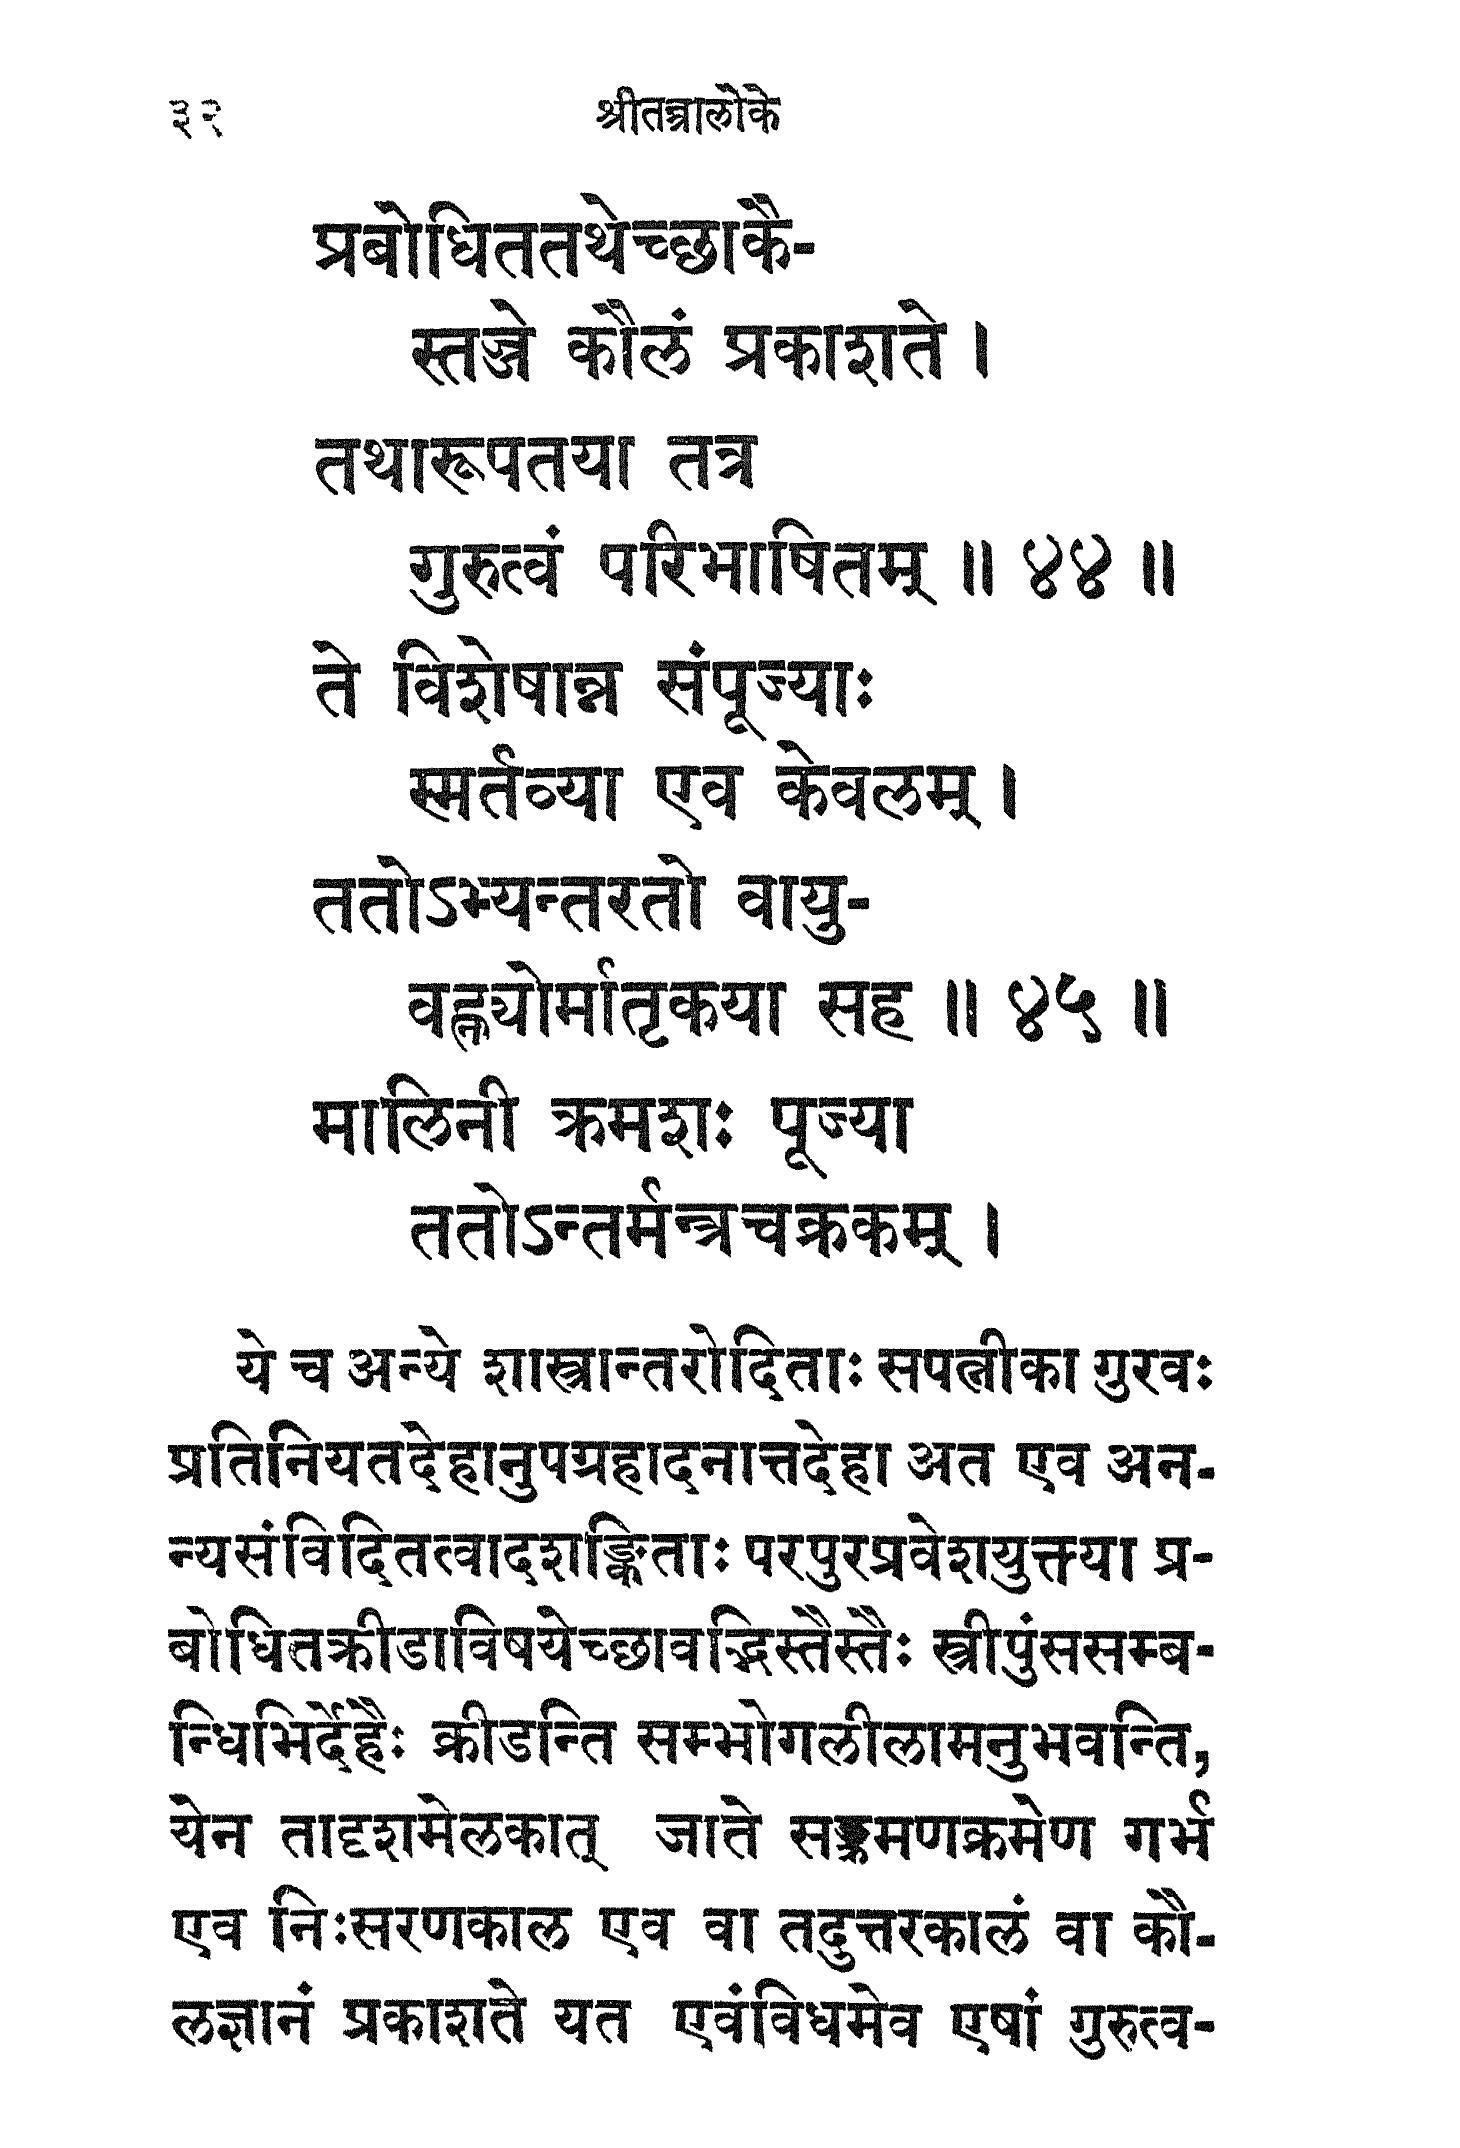 ३२ श्रीतन्त्रालोके
प्रबोधिततथेच्छाकै-
स्तज्जे कौलं प्रकाशते ।
तथारूपतया तत्र
गुरुत्वं परिभाषितम् ॥ ४४ ॥
ते विशेषान्न संपूज्याः
स्मर्तव्या एव केवलम् ।
ततोऽभ्यन्तरतो वायु-
वह्न्योर्मातृकया सह ॥ ४५ ॥
मालिनी क्रमशः पूज्या
ततोऽन्तर्मन्त्रचक्रकम् ।
ये च अन्ये शास्त्रान्तरोदिताः सपत्नीका गुरवः
प्रतिनियतदेहानुपग्रहादनात्तदेहा अत एव अन-
न्यसंविदितत्वादशङ्किताः परपुरप्रवेशयुक्त्या प्र-
बोधितक्रीडाविषयेच्छावद्भिस्तैस्तैः स्त्रीपुंससम्ब-
न्धिभिर्देहैः क्रीडन्ति सम्भोगलीलामनुभवन्ति,
येन तादृशमेलकात् जाते सङ्क्रमणक्रमेण गर्भ
एव निःसरणकाल एव वा तदुत्तरकालं वा कौ-
लज्ञानं प्रकाशते यत एवंविधमेव एषां गुरुत्व-